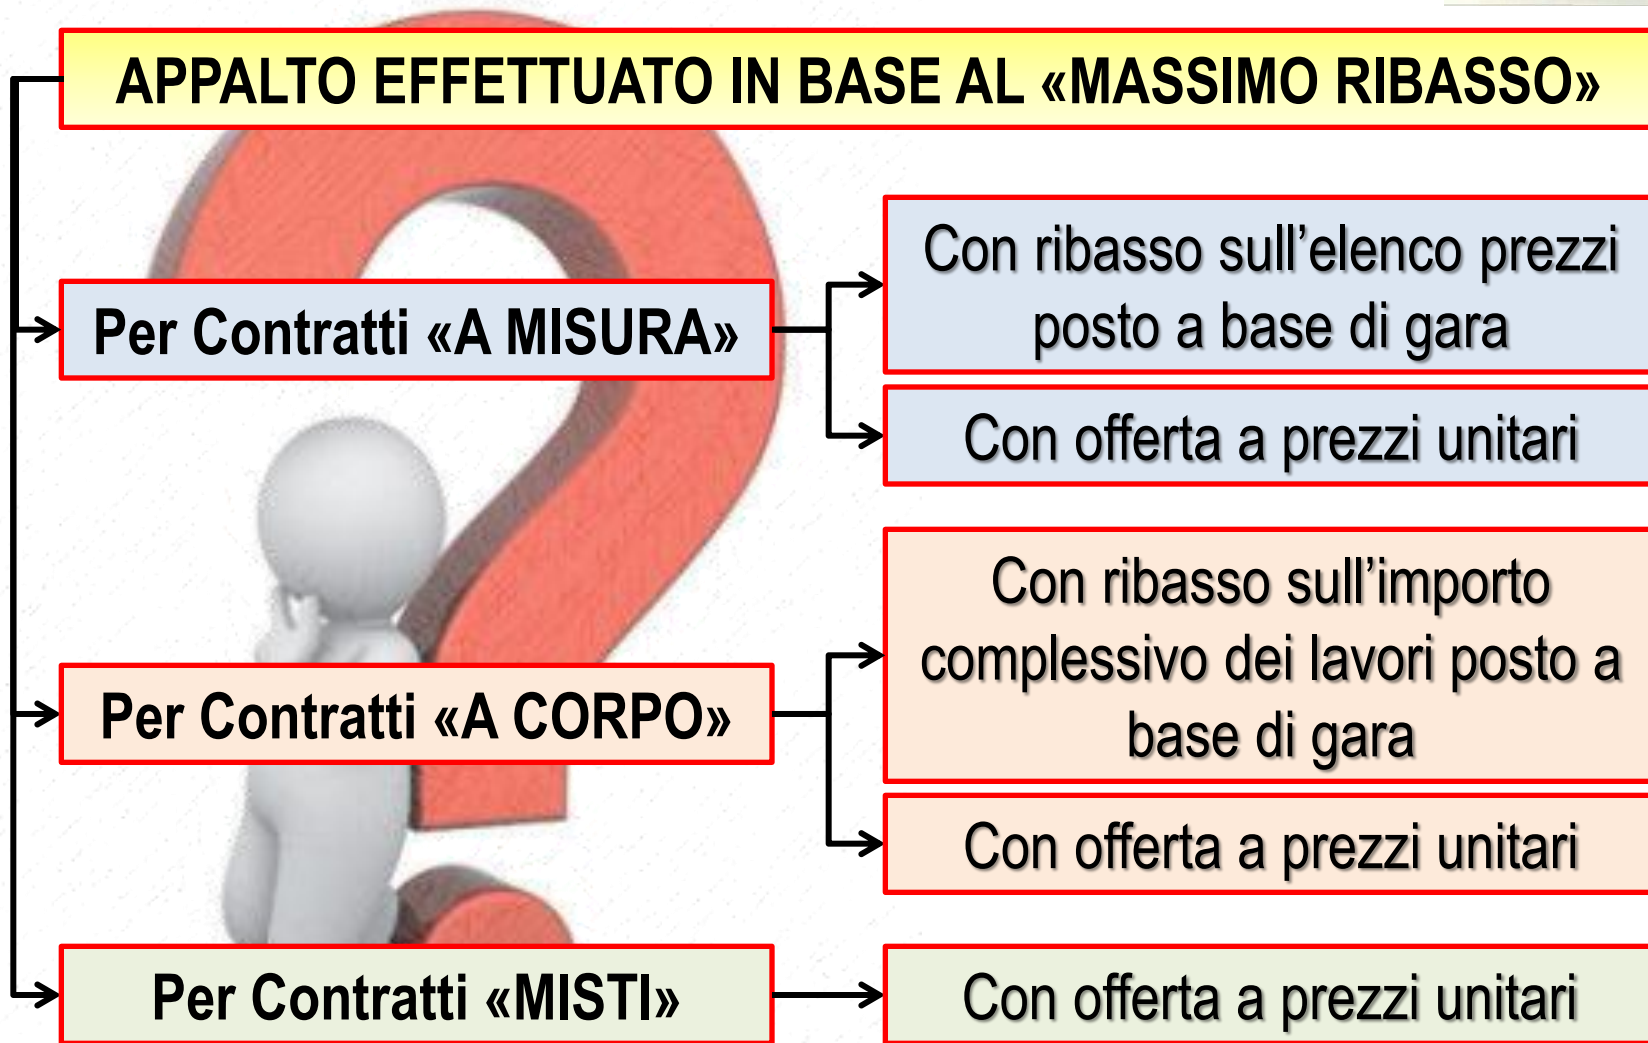 APPALTO EFFETTUATO IN BASE AL «MASSIMO RIBASSO»
Per Contratti «A MISURA»
Con ribasso sull’elenco prezzi
posto a base di gara
Con offerta a prezzi unitari
Per Contratti «A CORPO»
Con ribasso sull’importo
complessivo dei lavori posto a
base di gara
Con offerta a prezzi unitari
Per Contratti «MISTI»
Con offerta a prezzi unitari